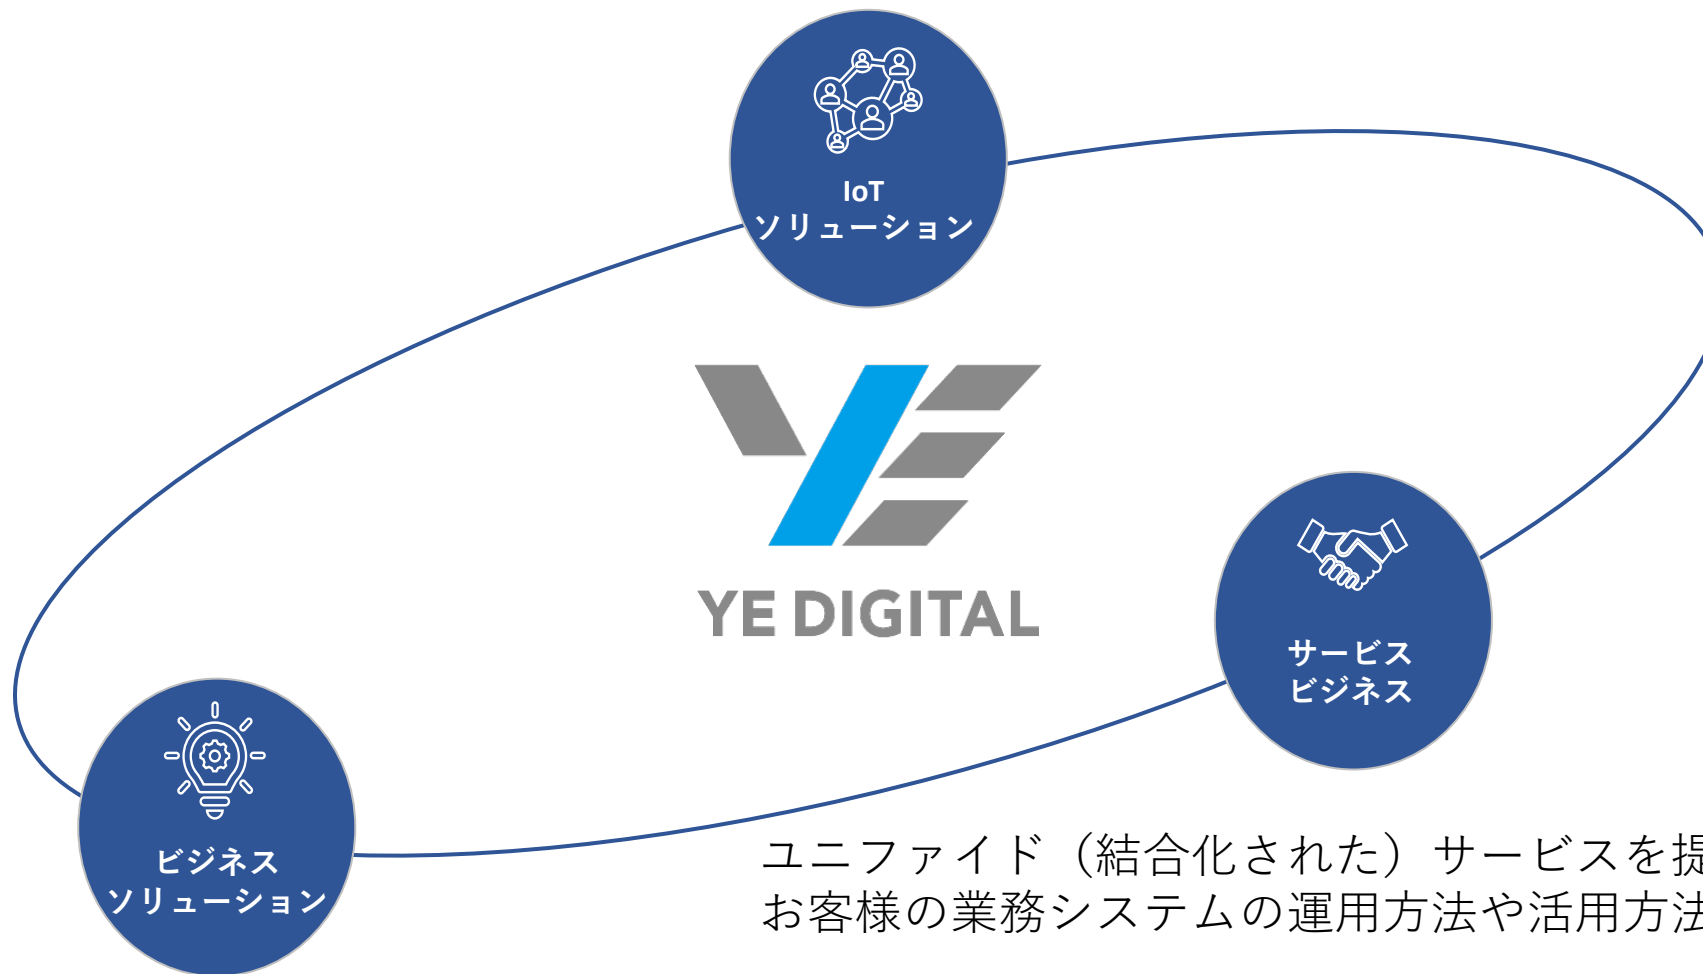 IoT
ソリューション
YE DIGITAL
サービス
ビジネス
ビジネス
ソリューション
ユニファイド（結合化された）サービスを提
お客様の業務システムの運用方法や活用方法